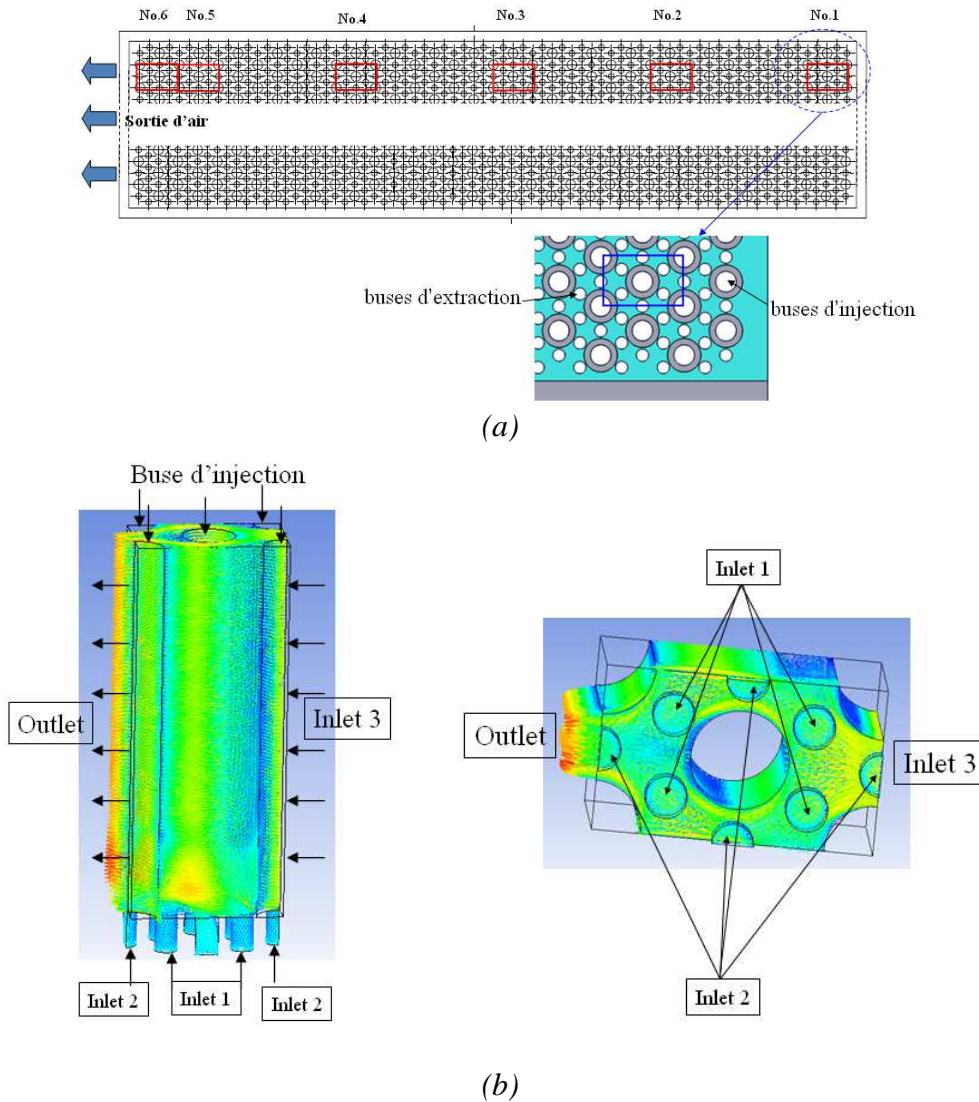 No.6 No.5 No.4 No.3 No.2 No.1
Sortie d'air
buses d'extraction
buses d'injection
(a)
Buse d'injection
Outlet
Inlet 3
Inlet 2
Inlet 1
Inlet 2
Inlet 1
Outlet
Inlet 3
Inlet 2
(b)